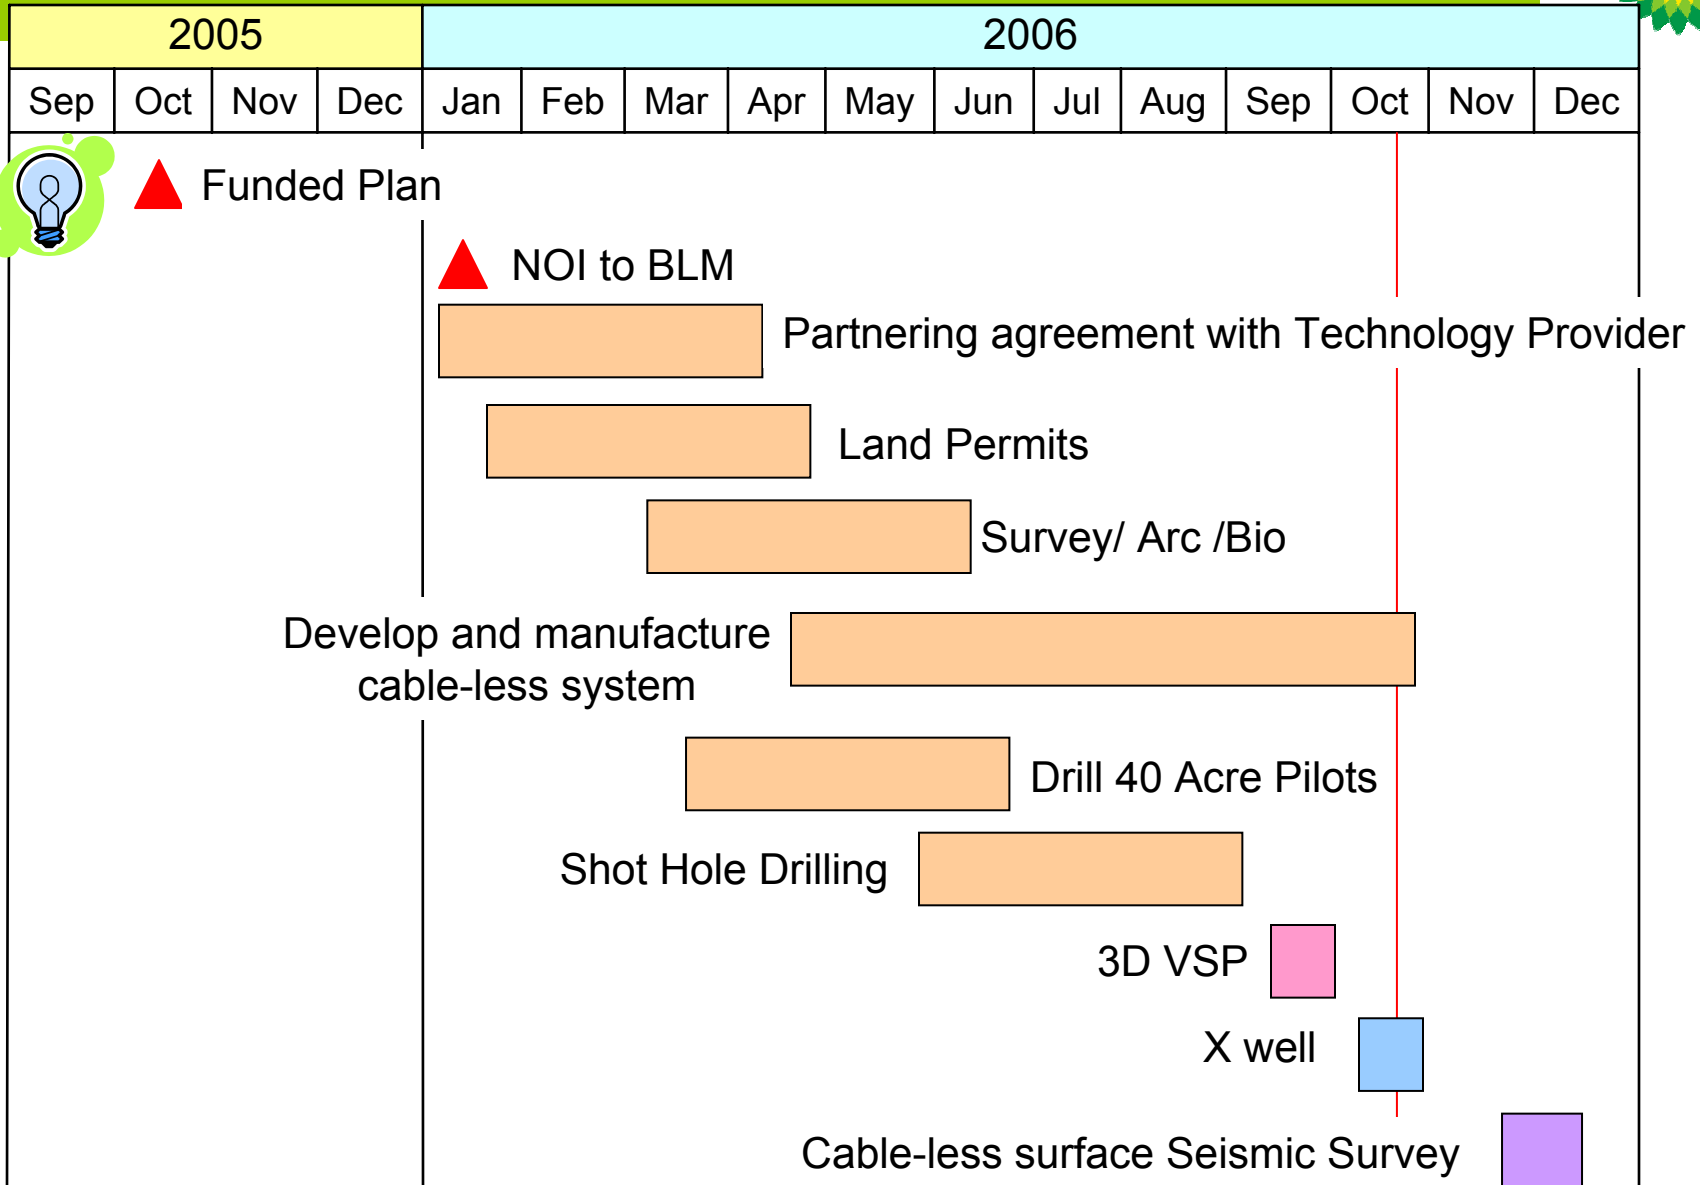 2005 2006
Sep Oct Nov Dec Jan Feb Mar Apr May Jun Jul Aug Sep Oct Nov Dec
Funded Plan
NOI to BLM
Partnering agreement with Technology Provider
Land Permits
Survey/ Arc /Bio
Develop and manufacture
cable-less system
Drill 40 Acre Pilots
Shot Hole Drilling
3D VSP
X well
Cable-less surface Seismic Survey